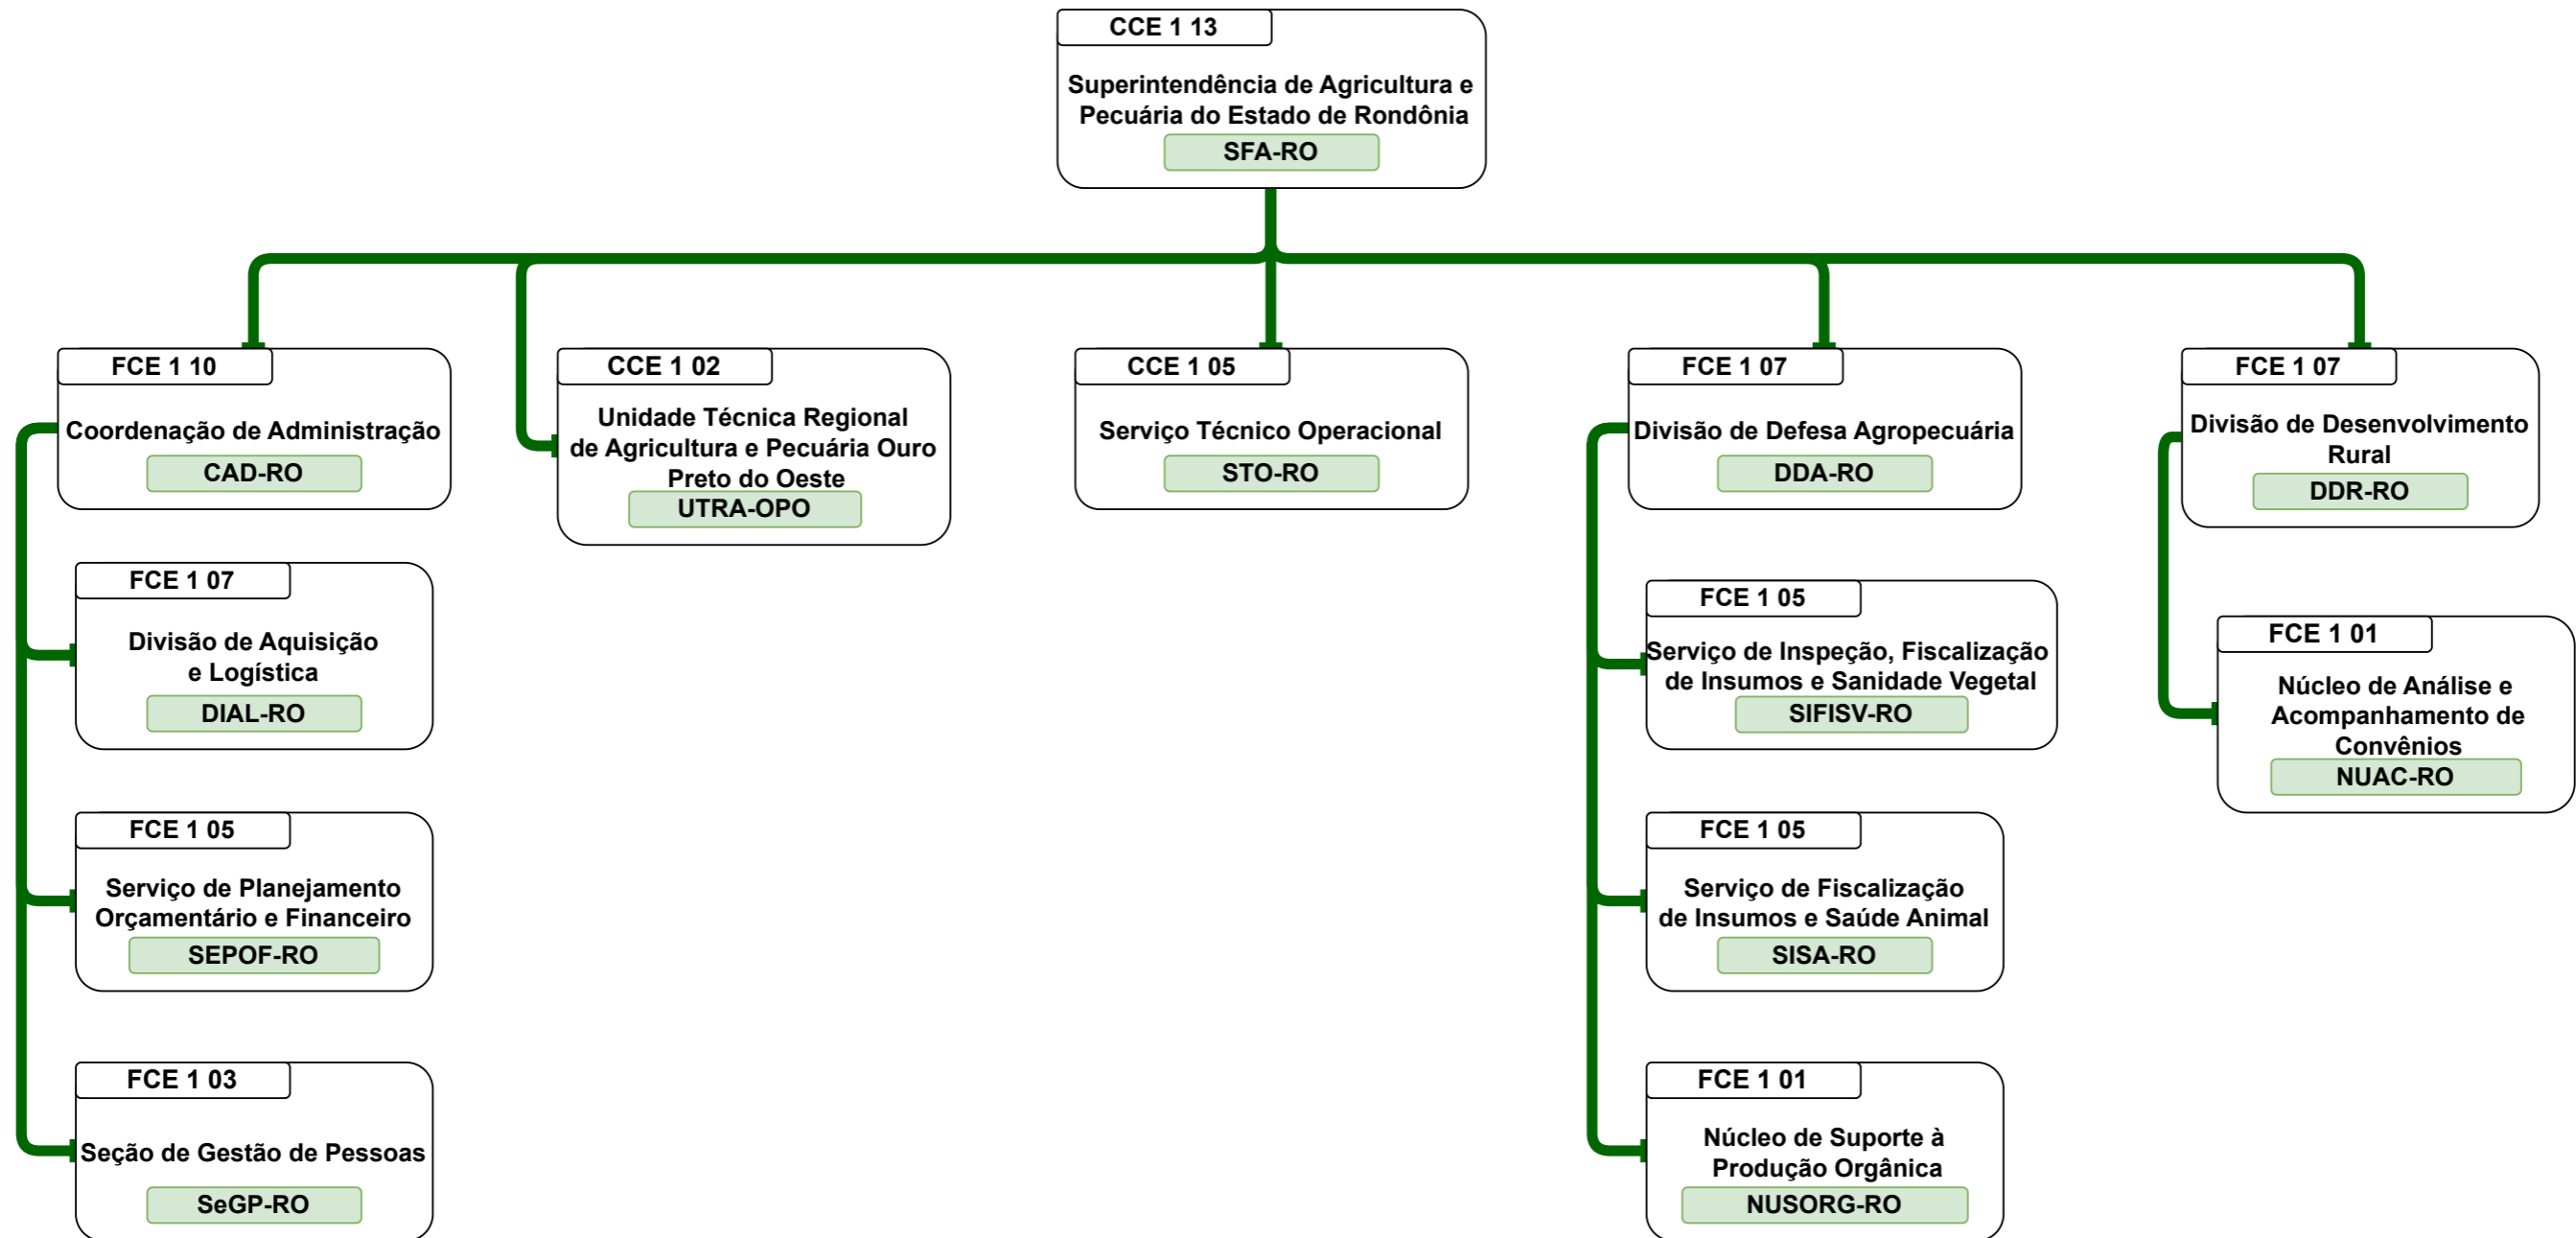 CCE 1 13
Superintendência de Agricultura e
Pecuária do Estado de Rondônia
SFA-RO
FCE 1 10
Coordenação de Administração
CAD-RO
FCE 1 07
Divisão de Aquisição
e Logística
DIAL-RO
FCE 1 05
Serviço de Planejamento
Orçamentário e Financeiro
SEPOF-RO
FCE 1 03
Seção de Gestão de Pessoas
SeGP-RO
CCE 1 02
Unidade Técnica Regional
de Agricultura e Pecuária Ouro
Preto do Oeste
UTRA-OPO
CCE 1 05
Serviço Técnico Operacional
STO-RO
FCE 1 07
Divisão de Defesa Agropecuária
DDA-RO
FCE 1 05
Serviço de Inspeção, Fiscalização
de Insumos e Sanidade Vegetal
SIFISV-RO
FCE 1 05
Serviço de Fiscalização
de Insumos e Saúde Animal
SISA-RO
FCE 1 01
Núcleo de Suporte à
Produção Orgânica
NUSORG-RO
FCE 1 07
Divisão de Desenvolvimento
Rural
DDR-RO
FCE 1 01
Núcleo de Análise e
Acompanhamento de
Convênios
NUAC-RO